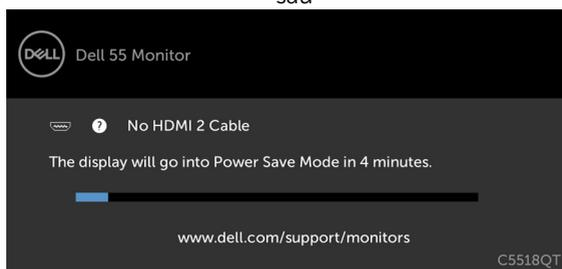 sau
DELL
Dell 55 Monitor
? No HDMI 2 Cable
The display will go into Power Save Mode in 4 minutes.
www.dell.com/support/monitors
C5518QT